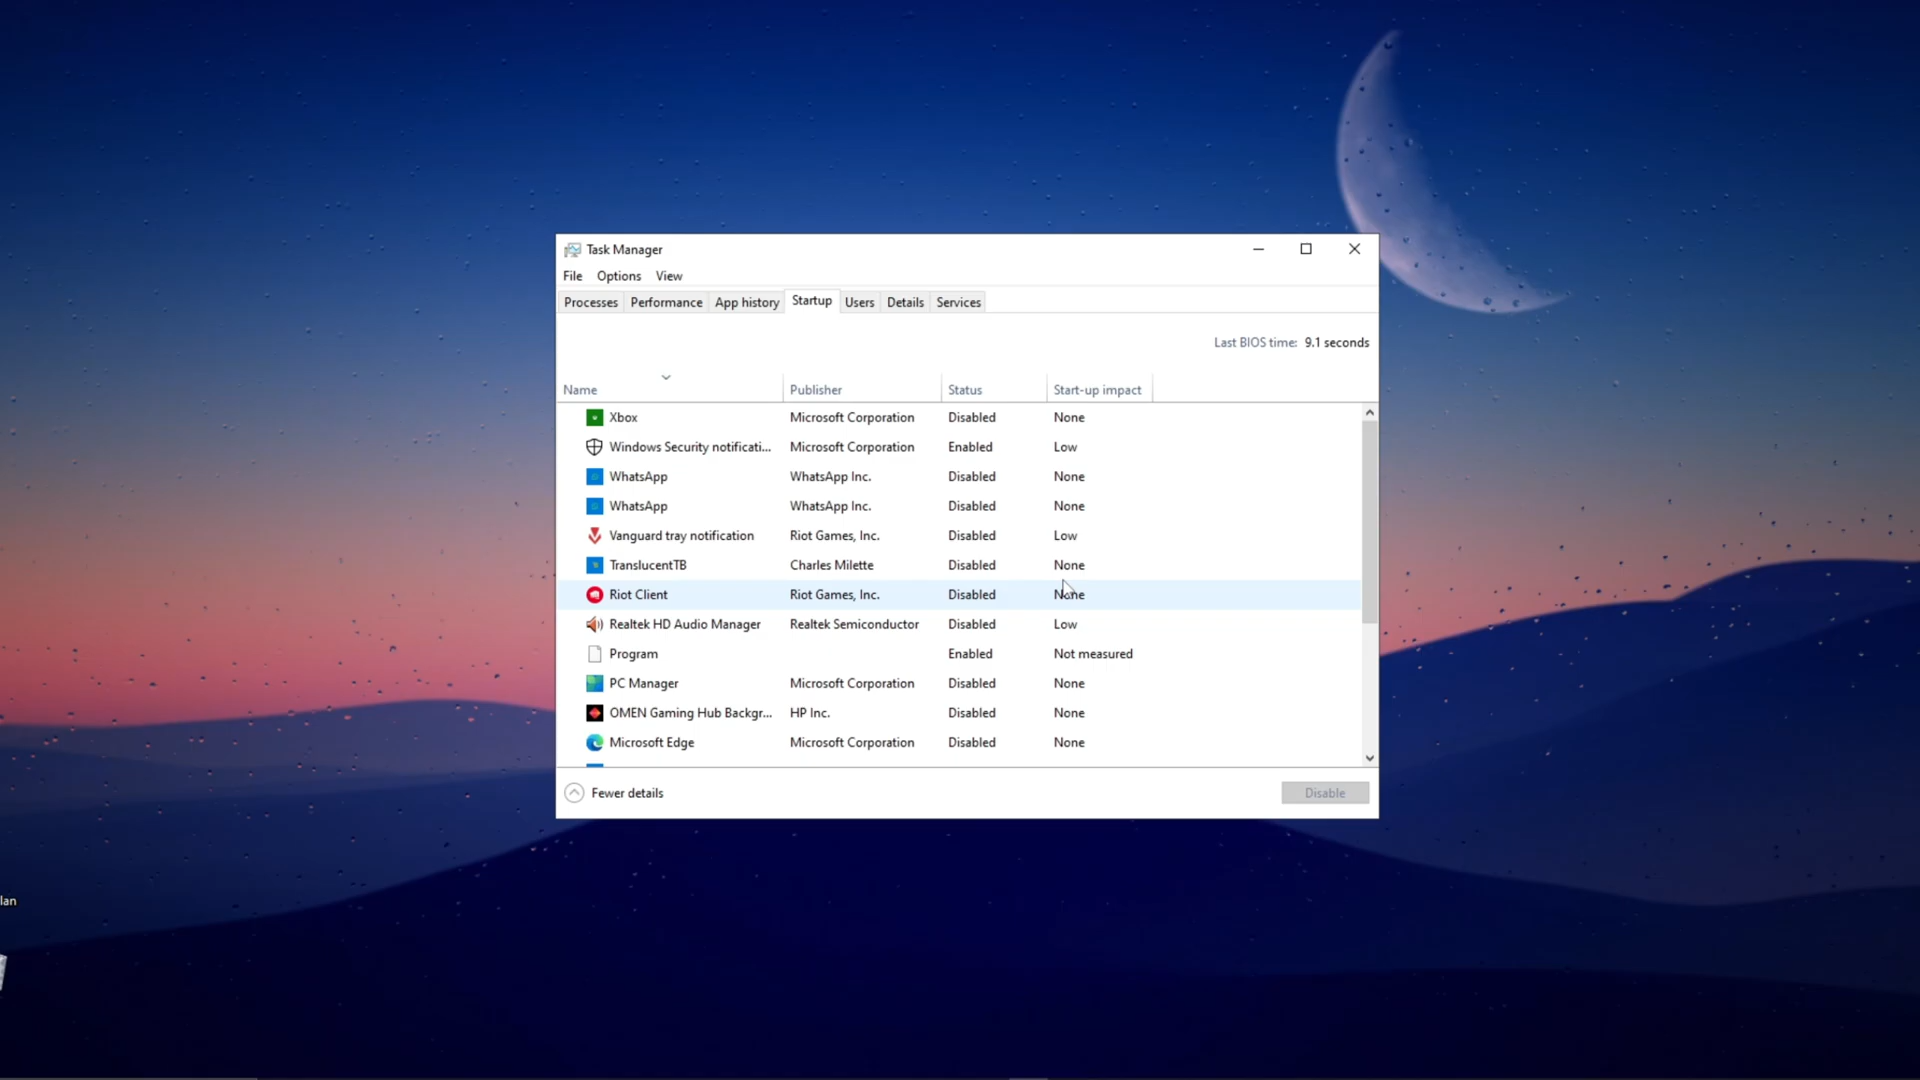 Task Manager
File Options View
Processes Performance App history Startup Users Details Services
Last BIOS time: 9.1 seconds
Name Publisher Status Start-up impact
Xbox Microsoft Corporation Disabled None
Windows Security notificati... Microsoft Corporation Enabled Low
WhatsApp WhatsApp Inc. Disabled None
WhatsApp WhatsApp Inc. Disabled None
Vanguard tray notification Riot Games, Inc. Disabled Low
TranslucentTB Charles Milette Disabled None
Riot Client Riot Games, Inc. Disabled None
Realtek HD Audio Manager Realtek Semiconductor Disabled Low
Program Enabled Not measured
PC Manager Microsoft Corporation Disabled None
OMEN Gaming Hub Backgr... HP Inc. Disabled None
Microsoft Edge Microsoft Corporation Disabled None
Fewer details Disable
lan